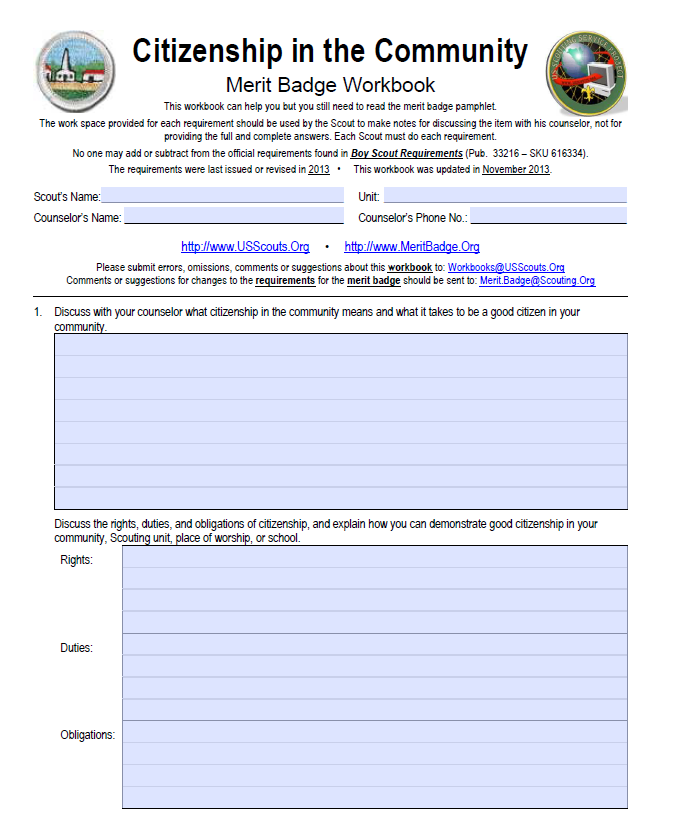 Citizenship in the Community
Merit Badge Workbook
This workbook can help you but you still need to read the merit badge pamphlet.
The work space provided for each requirement should be used by the Scout to make notes for discussing the item with his counselor, not for
providing the full and complete answers. Each Scout must do each requirement.
No one may add or subtract from the official requirements found in Boy Scout Requirements (Pub. 33216 – SKU 616334).
The requirements were last issued or revised in 2013 • This workbook was updated in November 2013.
Scout's Name: Unit:
Counselor's Name: Counselor's Phone No.:
http://www.USScouts.Org • http://www.MeritBadge.Org
Please submit errors, omissions, comments or suggestions about this workbook to: Workbooks@USScouts.Org
Comments or suggestions for changes to the requirements for the merit badge should be sent to: Merit.Badge@Scouting.Org
1. Discuss with your counselor what citizenship in the community means and what it takes to be a good citizen in your
community.
Discuss the rights, duties, and obligations of citizenship, and explain how you can demonstrate good citizenship in your
community, Scouting unit, place of worship, or school.
Rights:
Duties:
Obligations: